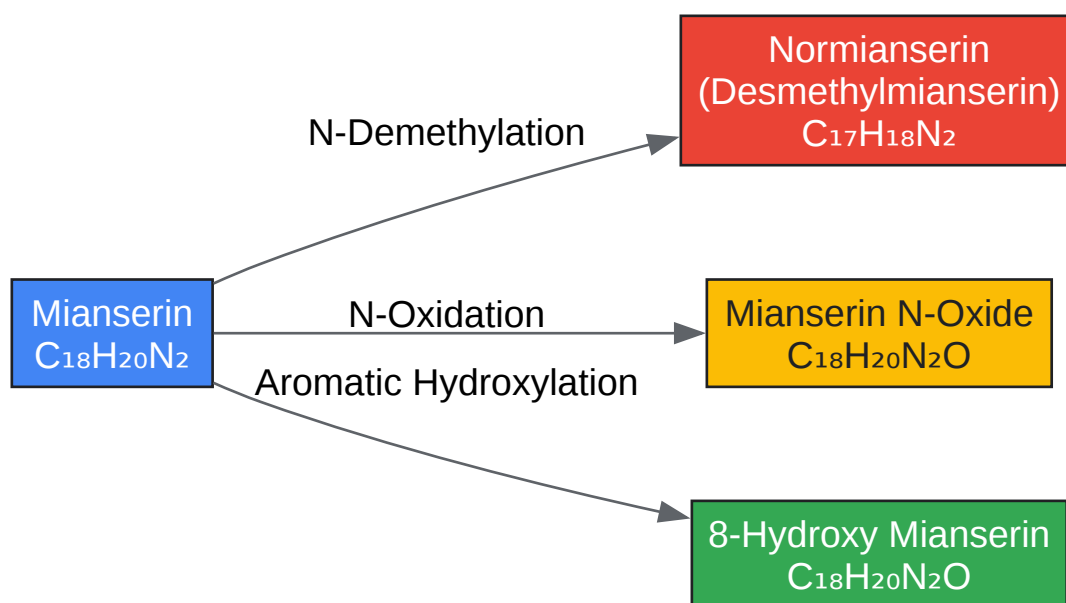 Normianserin
(Desmethylmianserin)
C₁₇H₁₈N₂
N-Demethylation
Mianserin
C₁₈H₂₀N₂
N-Oxidation
Mianserin N-Oxide
C₁₈H₂₀N₂O
Aromatic Hydroxylation
8-Hydroxy Mianserin
C₁₈H₂₀N₂O